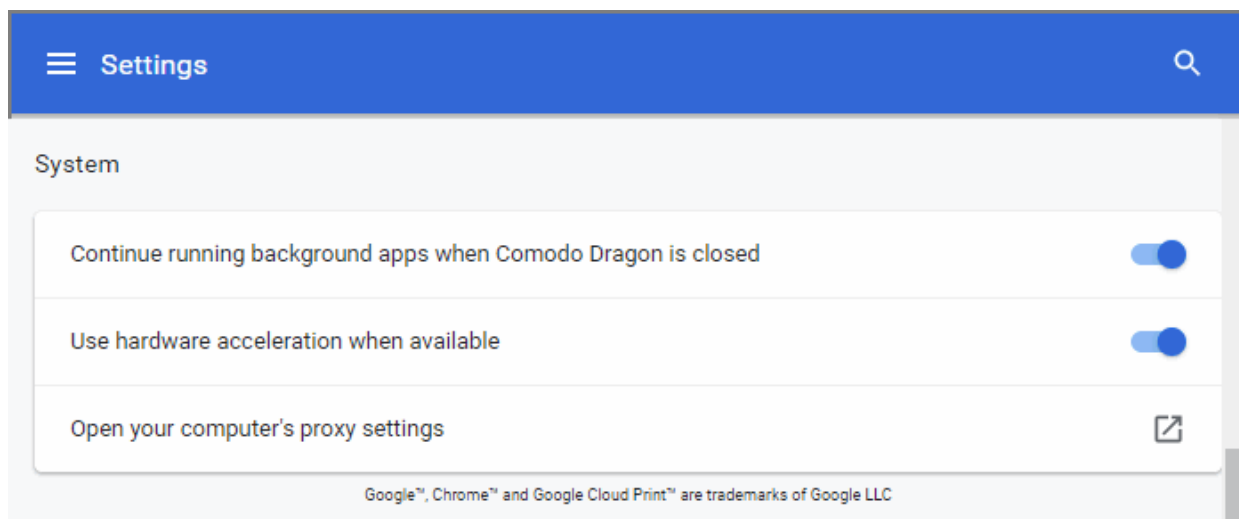 Settings
System
Continue running background apps when Comodo Dragon is closed
Use hardware acceleration when available
Open your computer's proxy settings
Google™, Chrome™ and Google Cloud Print™ are trademarks of Google LLC